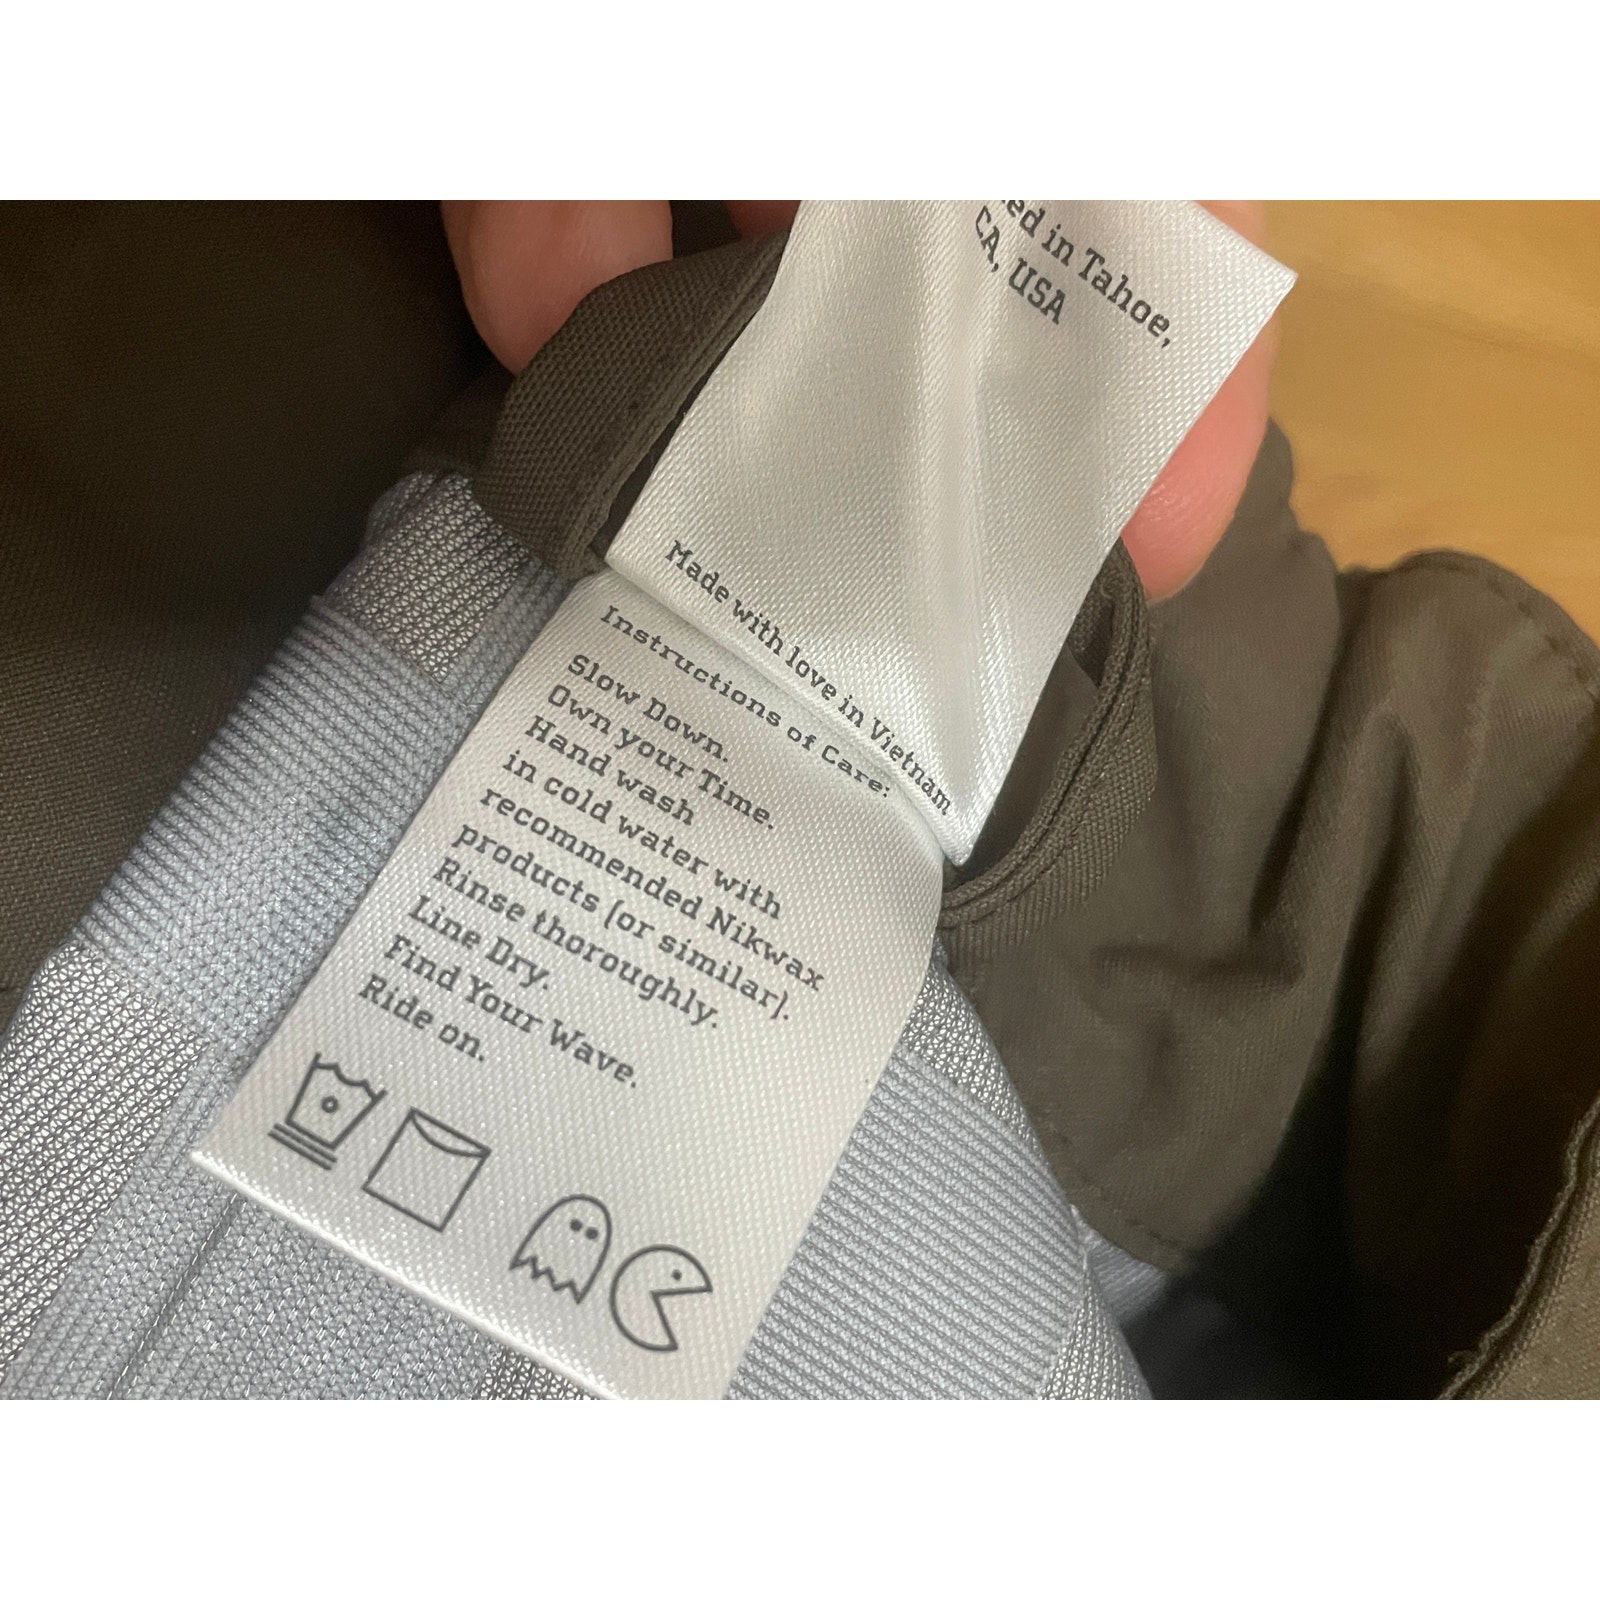 in Tahoe,
CA, USA
Made with love in Vietnam
Instructions of Care:
Slow Down.
Own your Time.
Hand wash
in cold water with
recommended Nikwax
products (or similar).
Rinse thoroughly.
Line Dry.
Find Your Wave.
Ride on.